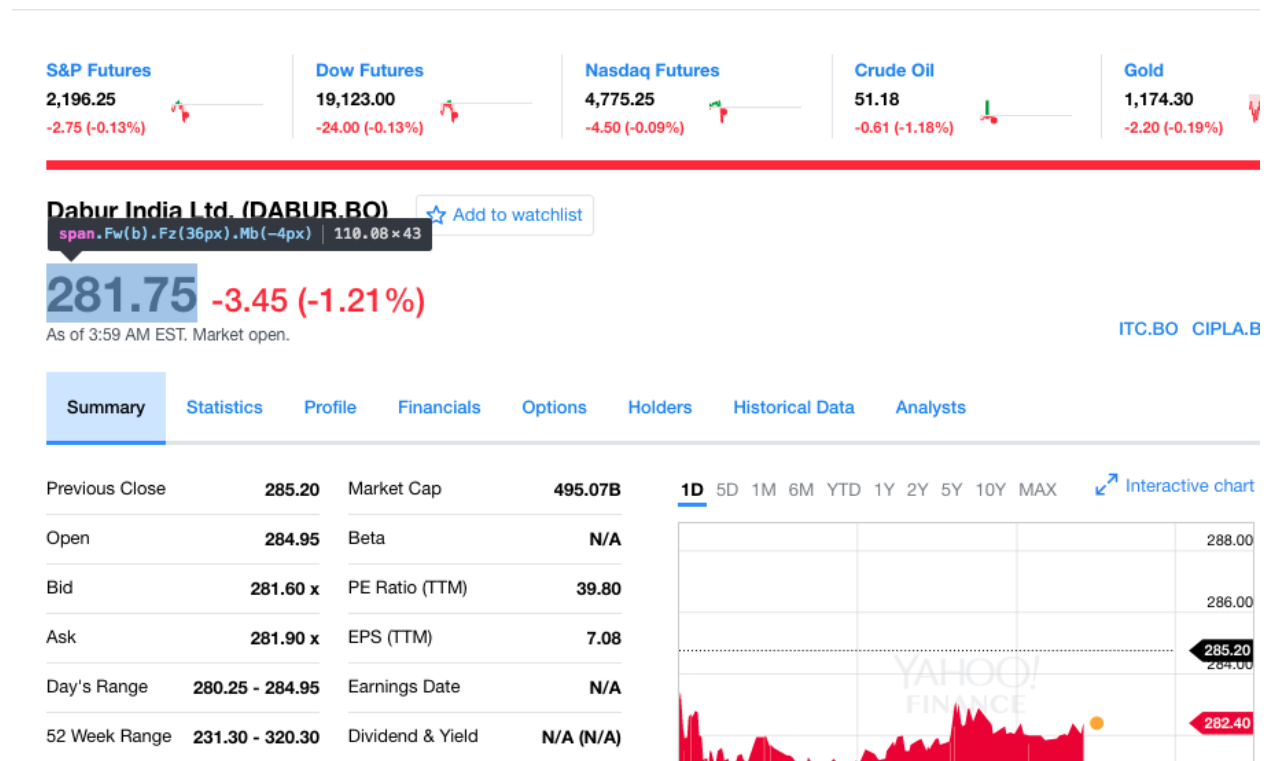 S&P Futures Dow Futures Nasdaq Futures Crude Oil Gold
2,196.25 19,123.00 4,775.25 51.18 1,174.30
-2.75 (-0.13%) -24.00 (-0.13%) -4.50 (-0.09%) -0.61 (-1.18%) -2.20 (-0.19%)
Dabur India Ltd. (DABUR.BO) Add to watchlist
span.Fw(b).Fz(36px).Mb(−4px) 110.08×43
281.75 -3.45 (-1.21%)
As of 3:59 AM EST. Market open.
ITC.BO CIPLA.B
Summary Statistics Profile Financials Options Holders Historical Data Analysts
Previous Close 285.20 Market Cap 495.07B
Open 284.95 Beta N/A
Bid 281.60 x PE Ratio (TTM) 39.80
Ask 281.90 x EPS (TTM) 7.08
Day's Range 280.25 - 284.95 Earnings Date N/A
52 Week Range 231.30 - 320.30 Dividend & Yield N/A (N/A)
1D 5D 1M 6M YTD 1Y 2Y 5Y 10Y MAX Interactive chart
288.00
286.00
285.20
284.00
YAHOO!
FINANCE
282.40